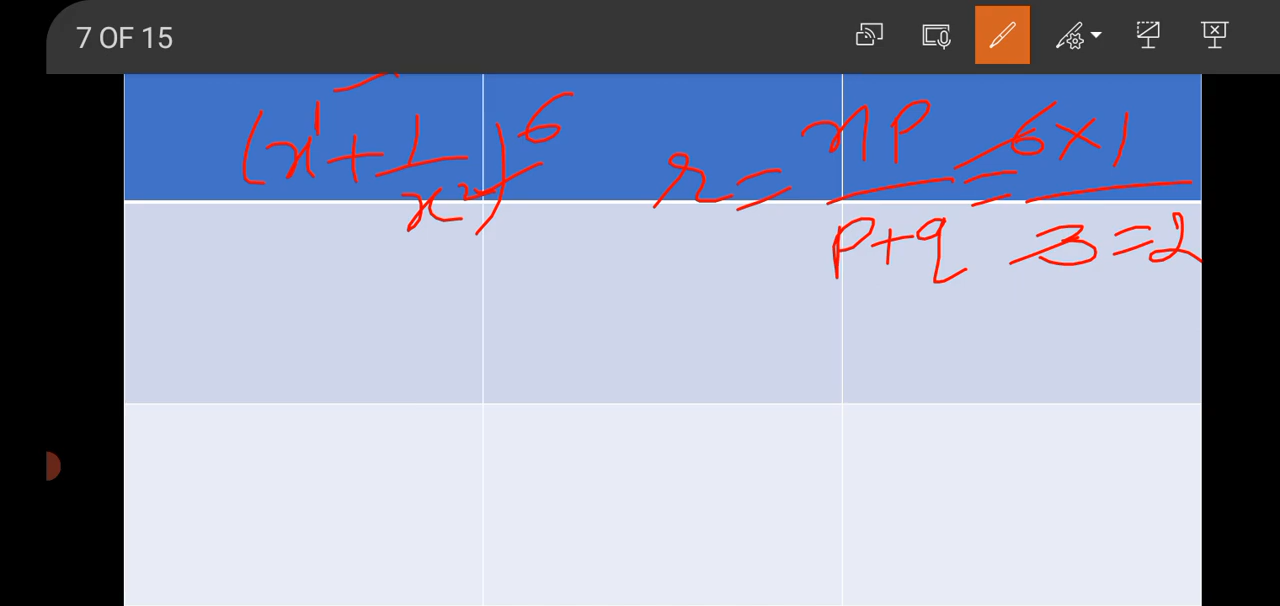 7 OF 15
(x¹ + 1/x²)⁶ r = np/p+q = 6×1/3 = 2